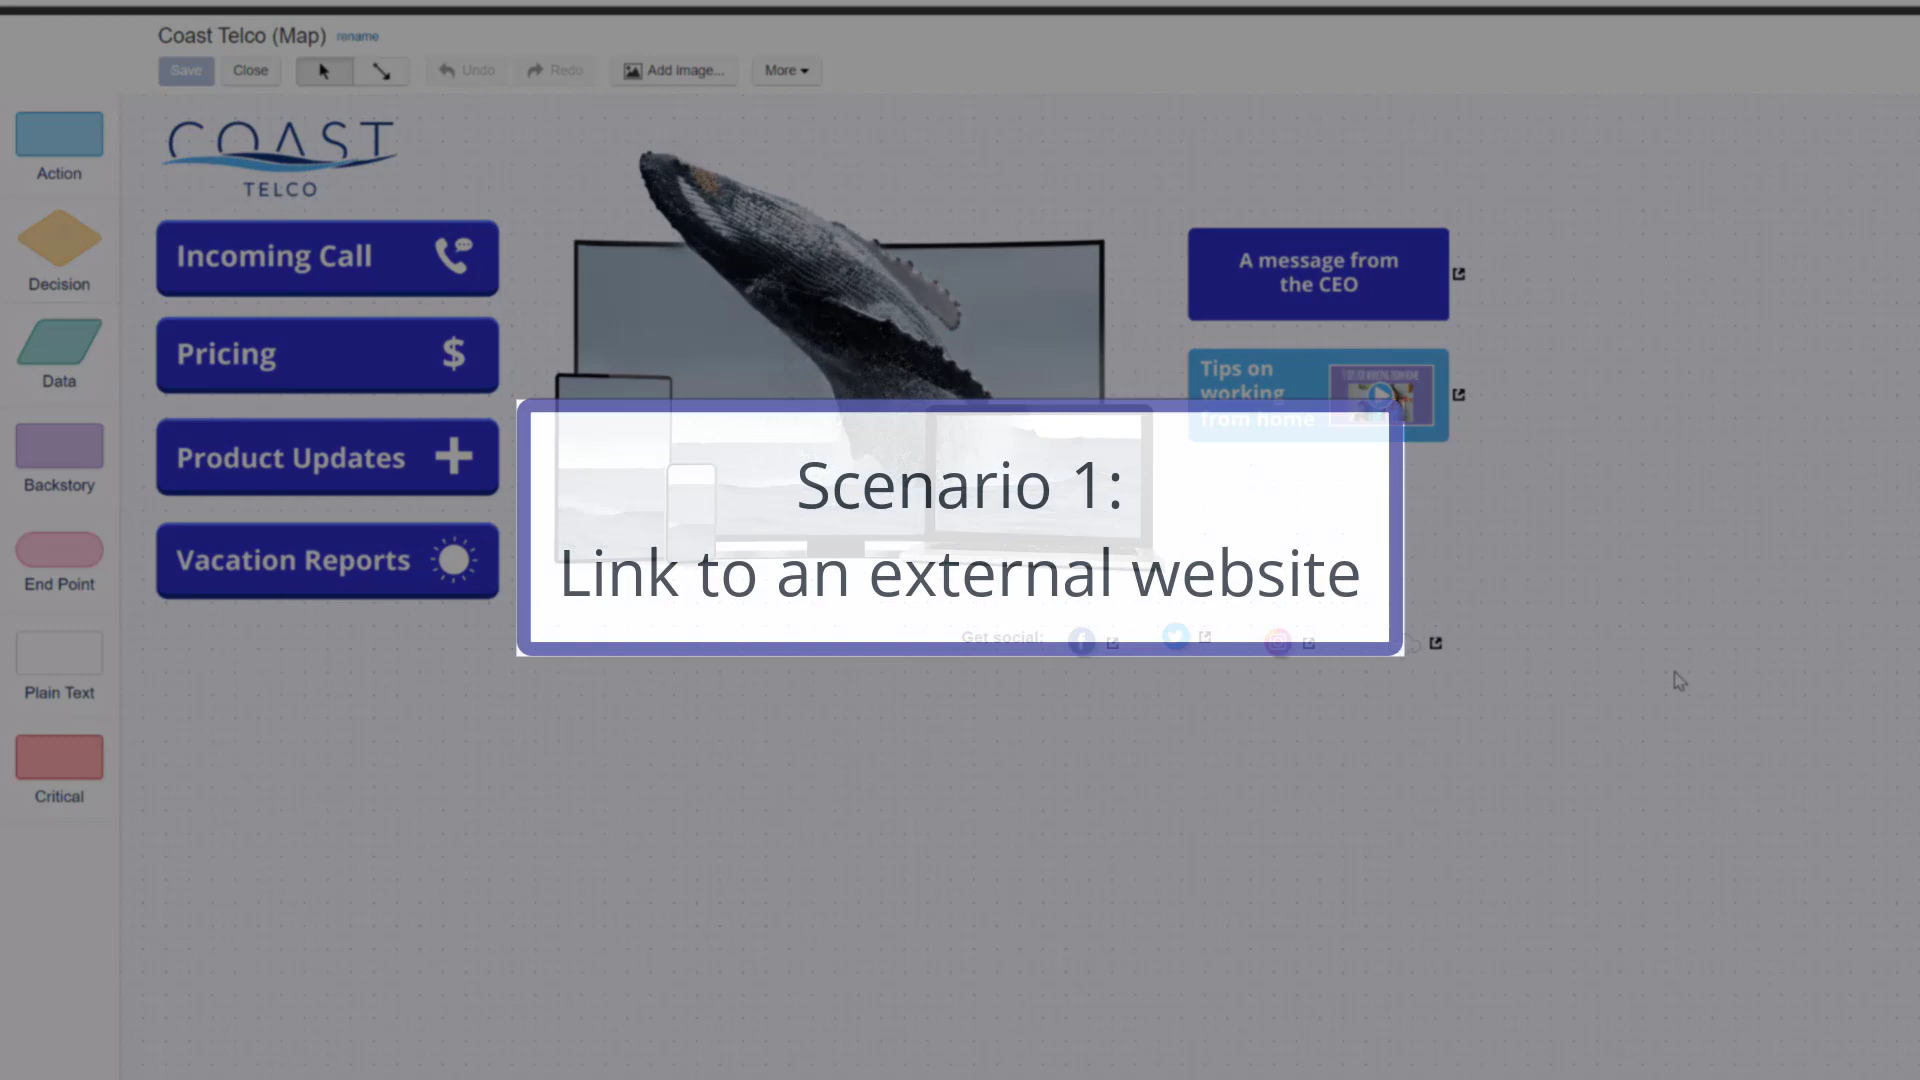 Coast Telco (Map) rename
Save Close Undo Redo Add Image... More
COAST
TELCO
Action
Decision
Data
Backstory
End Point
Plain Text
Critical
Incoming Call
Pricing $
Product Updates
Vacation Reports
A message from
the CEO
Tips on
working
from home
Scenario 1:
Link to an external website
Get social: